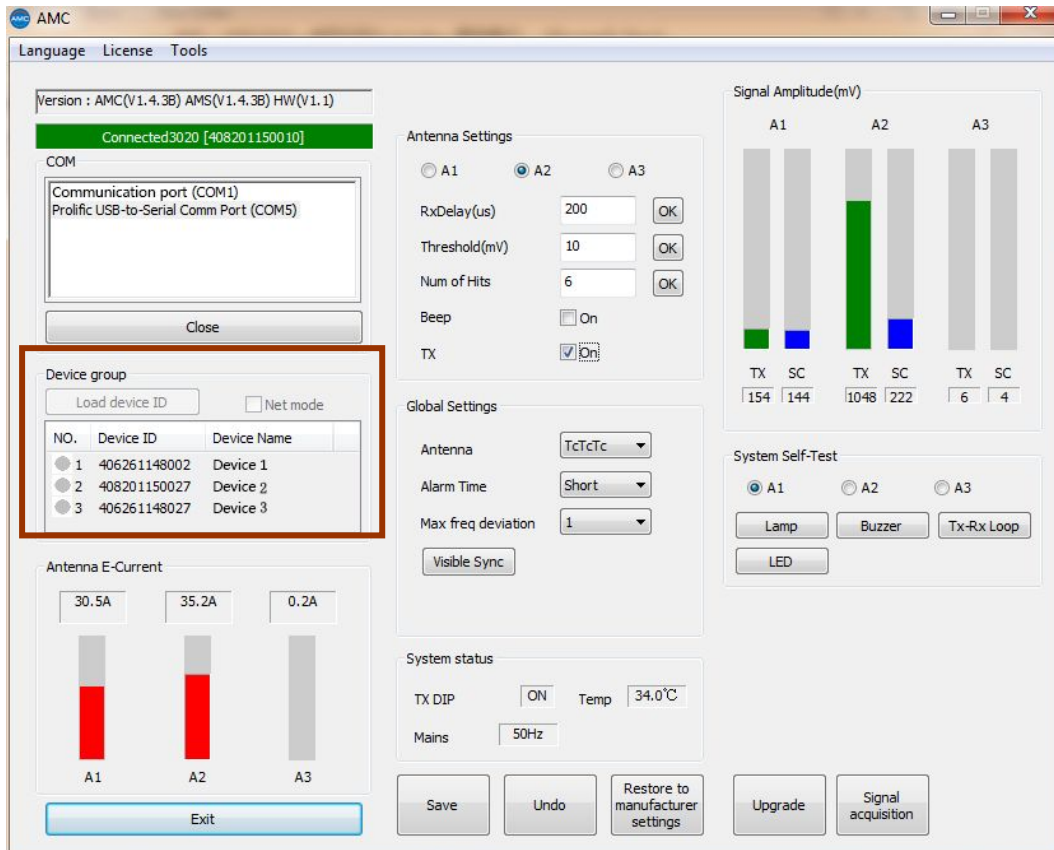 AMC
Language License Tools
Version : AMC(V1.4.3B) AMS(V1.4.3B) HW(V1.1)
Connected3020 [408201150010]
COM
Communication port (COM1)
Prolific USB-to-Serial Comm Port (COM5)
Close
Device group
Load device ID Net mode
NO. Device ID Device Name
1 406261148002 Device 1
2 408201150027 Device 2
3 406261148027 Device 3
Antenna E-Current
30.5A 35.2A 0.2A
A1 A2 A3
Exit
Antenna Settings
A1 A2 A3
RxDelay(us) 200 OK
Threshold(mV) 10 OK
Num of Hits 6 OK
Beep On
TX On
Global Settings
Antenna TcTcTc
Alarm Time Short
Max freq deviation 1
Visible Sync
System status
TX DIP ON Temp 34.0℃
Mains 50Hz
Save Undo Restore to
manufacturer
settings
Signal Amplitude(mV)
A1 A2 A3
TX SC TX SC TX SC
154 144 1048 222 6 4
System Self-Test
A1 A2 A3
Lamp Buzzer Tx-Rx Loop
LED
Upgrade Signal
acquisition